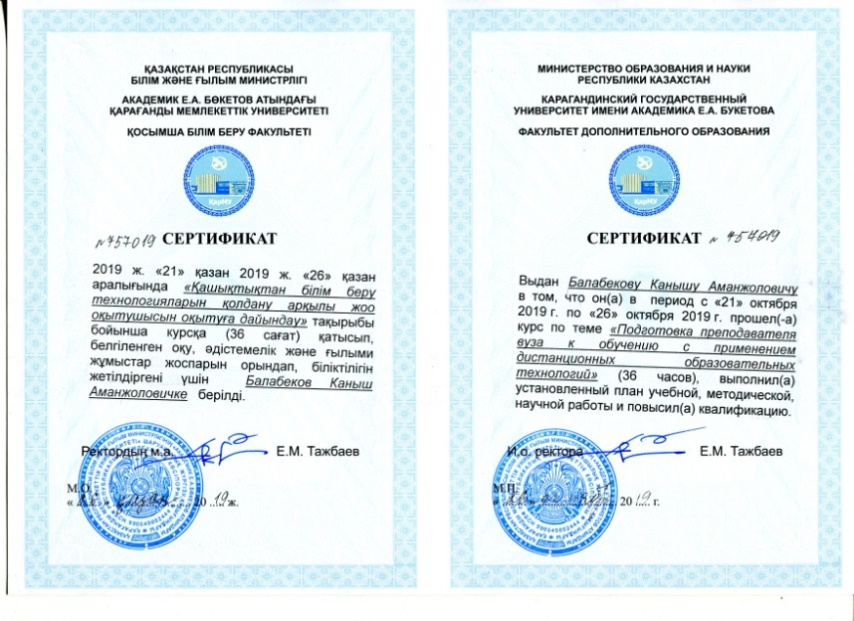 ҚАЗАҚСТАН РЕСПУБЛИКАСЫ
БІЛІМ ЖӘНЕ ҒЫЛЫМ МИНИСТРЛІГІ
АКАДЕМИК Е.А. БӨКЕТОВ АТЫНДАҒЫ
ҚАРАҒАНДЫ МЕМЛЕКЕТТІК УНИВЕРСИТЕТІ
ҚОСЫМША БІЛІМ БЕРУ ФАКУЛЬТЕТІ
ҚарМУ
№457019 СЕРТИФИКАТ
2019 ж. «21» қазан 2019 ж. «26» қазан
аралығында «Қашықтықтан білім беру
технологияларын қолдану арқылы жоо
оқытушысын оқытуға дайындау» тақырыбы
бойынша курсқа (36 сағат) қатысып,
белгіленген оқу, әдістемелік және ғылыми
жұмыстар жоспарын орындап, біліктілігін
жетілдіргені үшін Балабеков Каныш
Аманжоловичке берілді.
Ректордың м.а. Е.М. Тажбаев
М.О.
20 19 ж.
МИНИСТЕРСТВО ОБРАЗОВАНИЯ И НАУКИ
РЕСПУБЛИКИ КАЗАХСТАН
КАРАГАНДИНСКИЙ ГОСУДАРСТВЕННЫЙ
УНИВЕРСИТЕТ ИМЕНИ АКАДЕМИКА Е.А. БУКЕТОВА
ФАКУЛЬТЕТ ДОПОЛНИТЕЛЬНОГО ОБРАЗОВАНИЯ
ҚарМУ
СЕРТИФИКАТ № 457019
Выдан Балабекову Канышу Аманжоловичу
в том, что он(а) в период с «21» октября
2019 г. по «26» октября 2019 г. прошел(-а)
курс по теме «Подготовка преподавателя
вуза к обучению с применением
дистанционных образовательных
технологий» (36 часов), выполнил(а)
установленный план учебной, методической,
научной работы и повысил(а) квалификацию.
И.о. ректора Е.М. Тажбаев
М.П.
20 19 г.